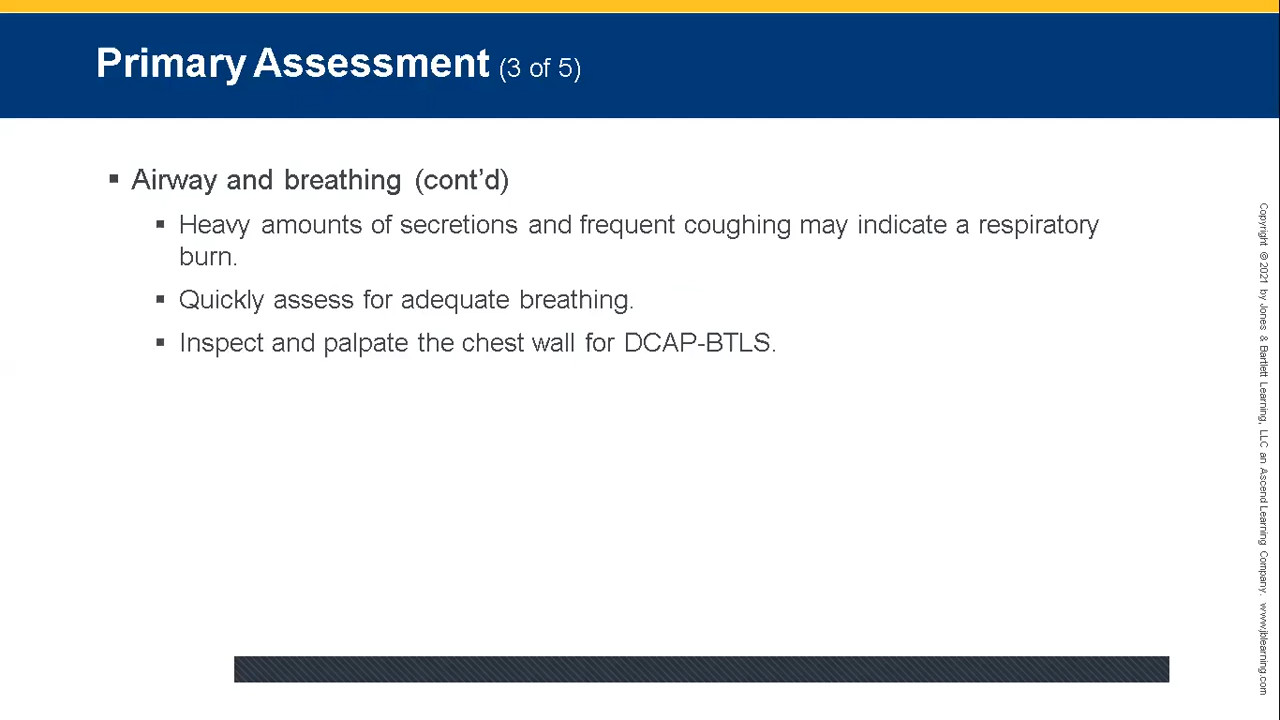 Primary Assessment (3 of 5)
▪ Airway and breathing (cont’d)
▪ Heavy amounts of secretions and frequent coughing may indicate a respiratory
burn.
▪ Quickly assess for adequate breathing.
▪ Inspect and palpate the chest wall for DCAP-BTLS.
Copyright © 2021 by Jones & Bartlett Learning, LLC an Ascend Learning Company. www.jblearning.com